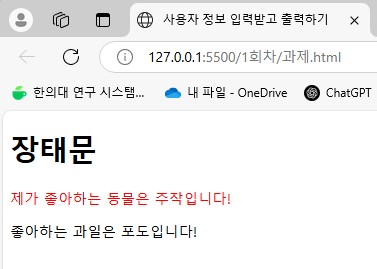 사용자 정보 입력받고 출력하기
127.0.0.1:5500/1회차/과제.html
한의대 연구 시스템... 내 파일 - OneDrive ChatGPT
장태문
제가 좋아하는 동물은 주작입니다!
좋아하는 과일은 포도입니다!